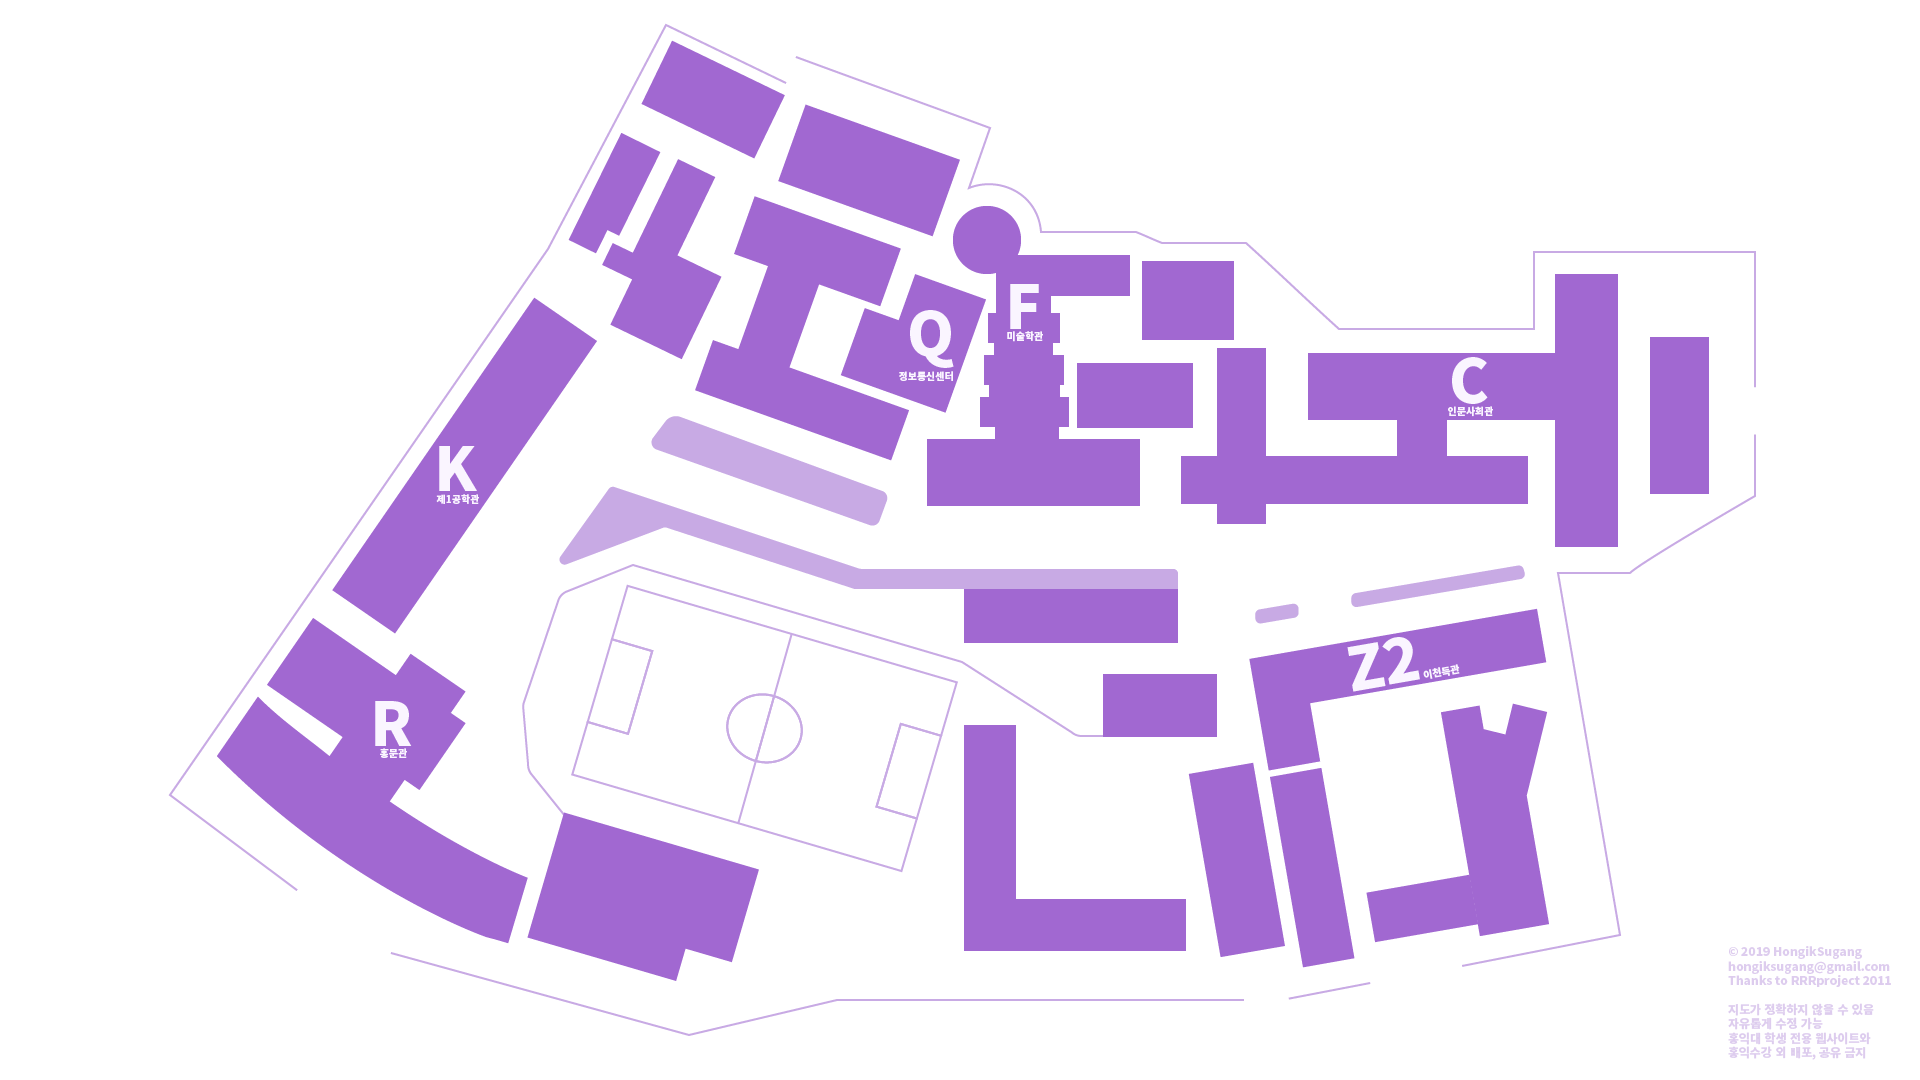 Q
정보통신센터
F
미술학관
C
인문사회관
K
제1공학관
Z2 이천득관
R
홍문관
© 2019 HongikSugang
hongiksugang@gmail.com
Thanks to RRRproject 2011
지도가 정확하지 않을 수 있음
자유롭게 수정 가능
홍익대 학생 전용 웹사이트와
홍익수강 외 배포, 공유 금지